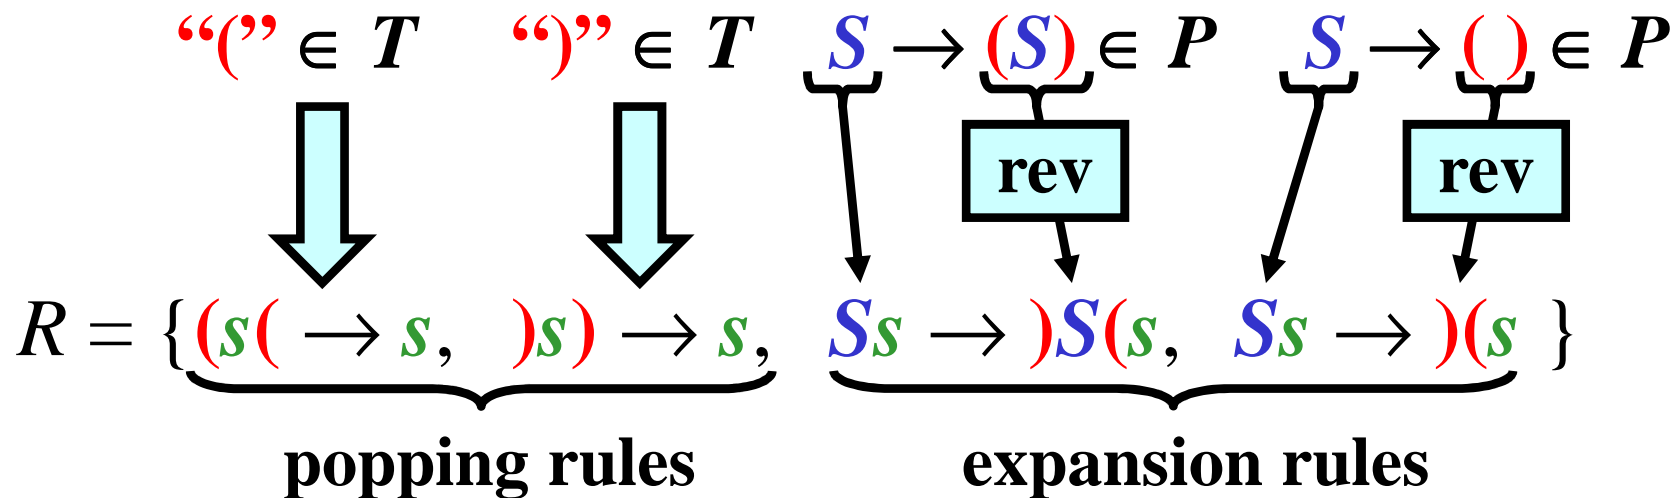 “(” ∈ T “)” ∈ T S → (S) ∈ P S → ( ) ∈ P
rev rev
R = {(s( → s, )s) → s, Ss → )S(s, Ss → )(s }
popping rules expansion rules